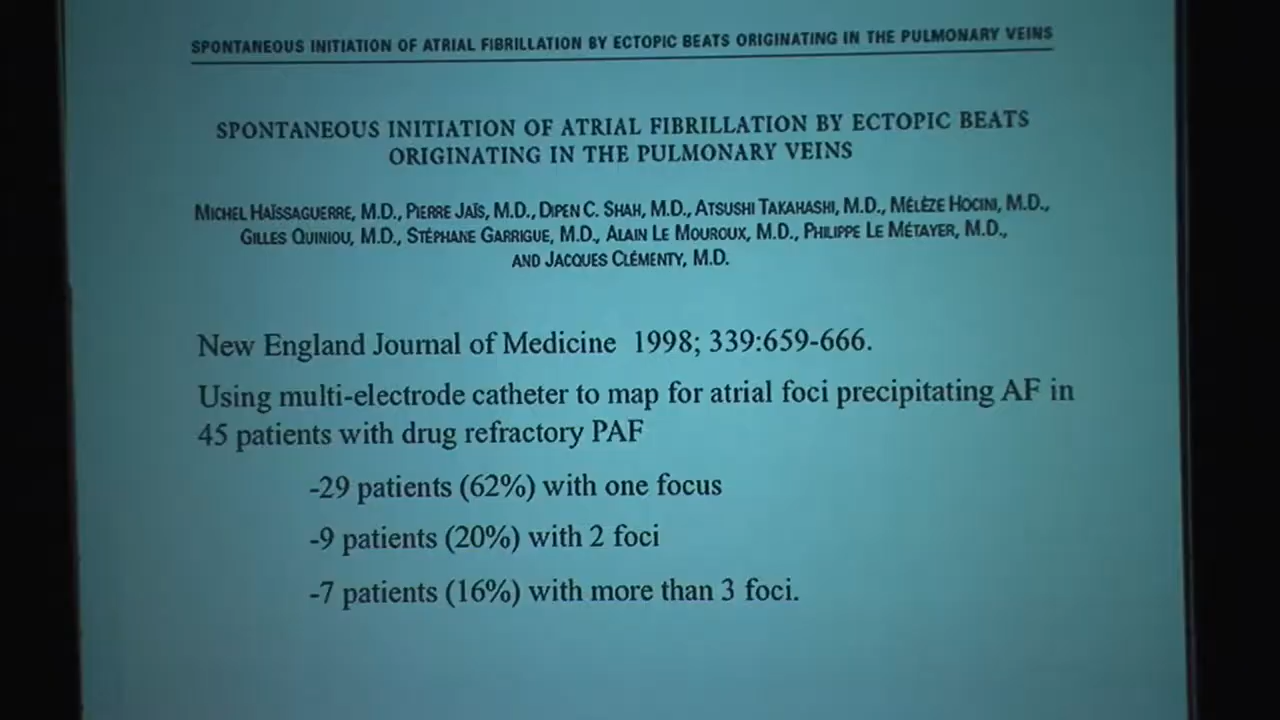 SPONTANEOUS INITIATION OF ATRIAL FIBRILLATION BY ECTOPIC BEATS ORIGINATING IN THE PULMONARY VEINS
SPONTANEOUS INITIATION OF ATRIAL FIBRILLATION BY ECTOPIC BEATS
ORIGINATING IN THE PULMONARY VEINS
MICHEL HAÏSSAGUERRE, M.D., PIERRE JAÏS, M.D., DIPEN C. SHAH, M.D., ATSUSHI TAKAHASHI, M.D., MÉLÈZE HOCINI, M.D.,
GILLES QUINIOU, M.D., STÉPHANE GARRIGUE, M.D., ALAIN LE MOUROUX, M.D., PHILIPPE LE MÉTAYER, M.D.,
AND JACQUES CLÉMENTY, M.D.
New England Journal of Medicine 1998; 339:659-666.
Using multi-electrode catheter to map for atrial foci precipitating AF in
45 patients with drug refractory PAF
-29 patients (62%) with one focus
-9 patients (20%) with 2 foci
-7 patients (16%) with more than 3 foci.